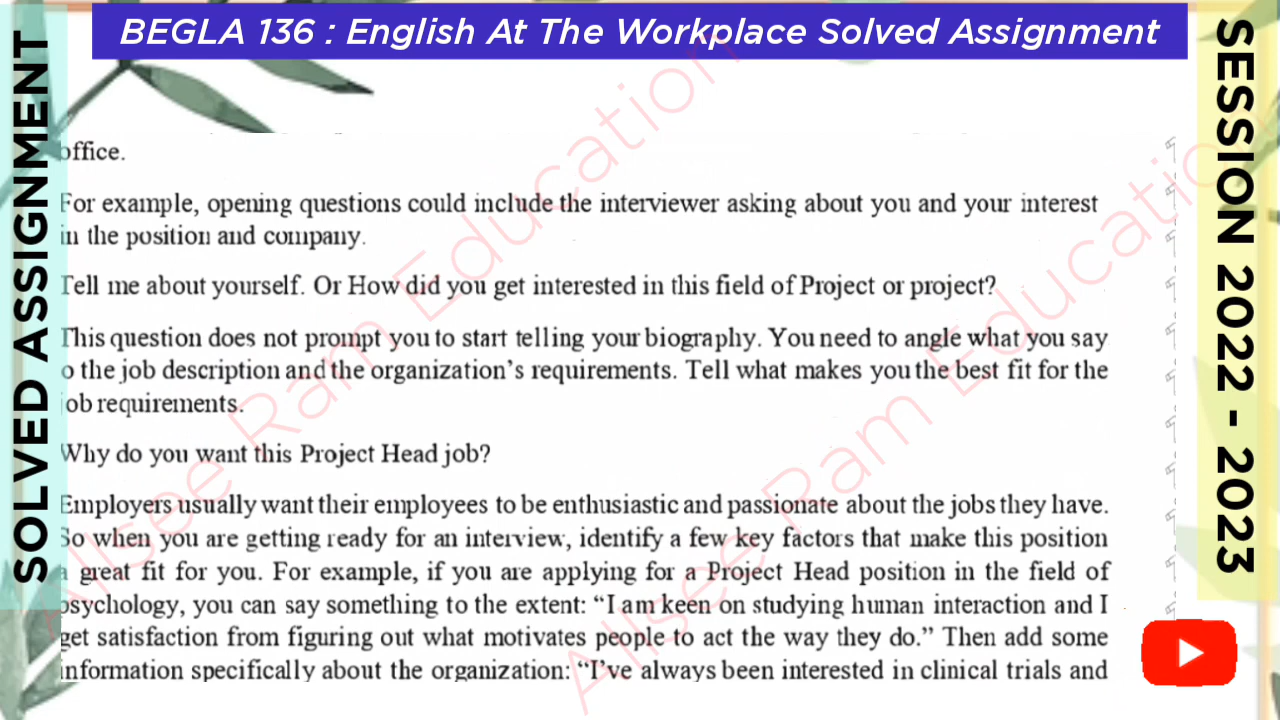 BEGLA 136 : English At The Workplace Solved Assignment
SOLVED ASSIGNMENT
SESSION 2022 - 2023
office.
For example, opening questions could include the interviewer asking about you and your interest
in the position and company.
Tell me about yourself. Or How did you get interested in this field of Project or project?
This question does not prompt you to start telling your biography. You need to angle what you say
o the job description and the organization's requirements. Tell what makes you the best fit for the
ob requirements.
Why do you want this Project Head job?
Employers usually want their employees to be enthusiastic and passionate about the jobs they have.
So when you are getting ready for an interview, identify a few key factors that make this position
a great fit for you. For example, if you are applying for a Project Head position in the field of
psychology, you can say something to the extent: “I am keen on studying human interaction and I
get satisfaction from figuring out what motivates people to act the way they do.” Then add some
information specifically about the organization: “I've always been interested in clinical trials and
Allsee Ram Education
Allsee Ram Education